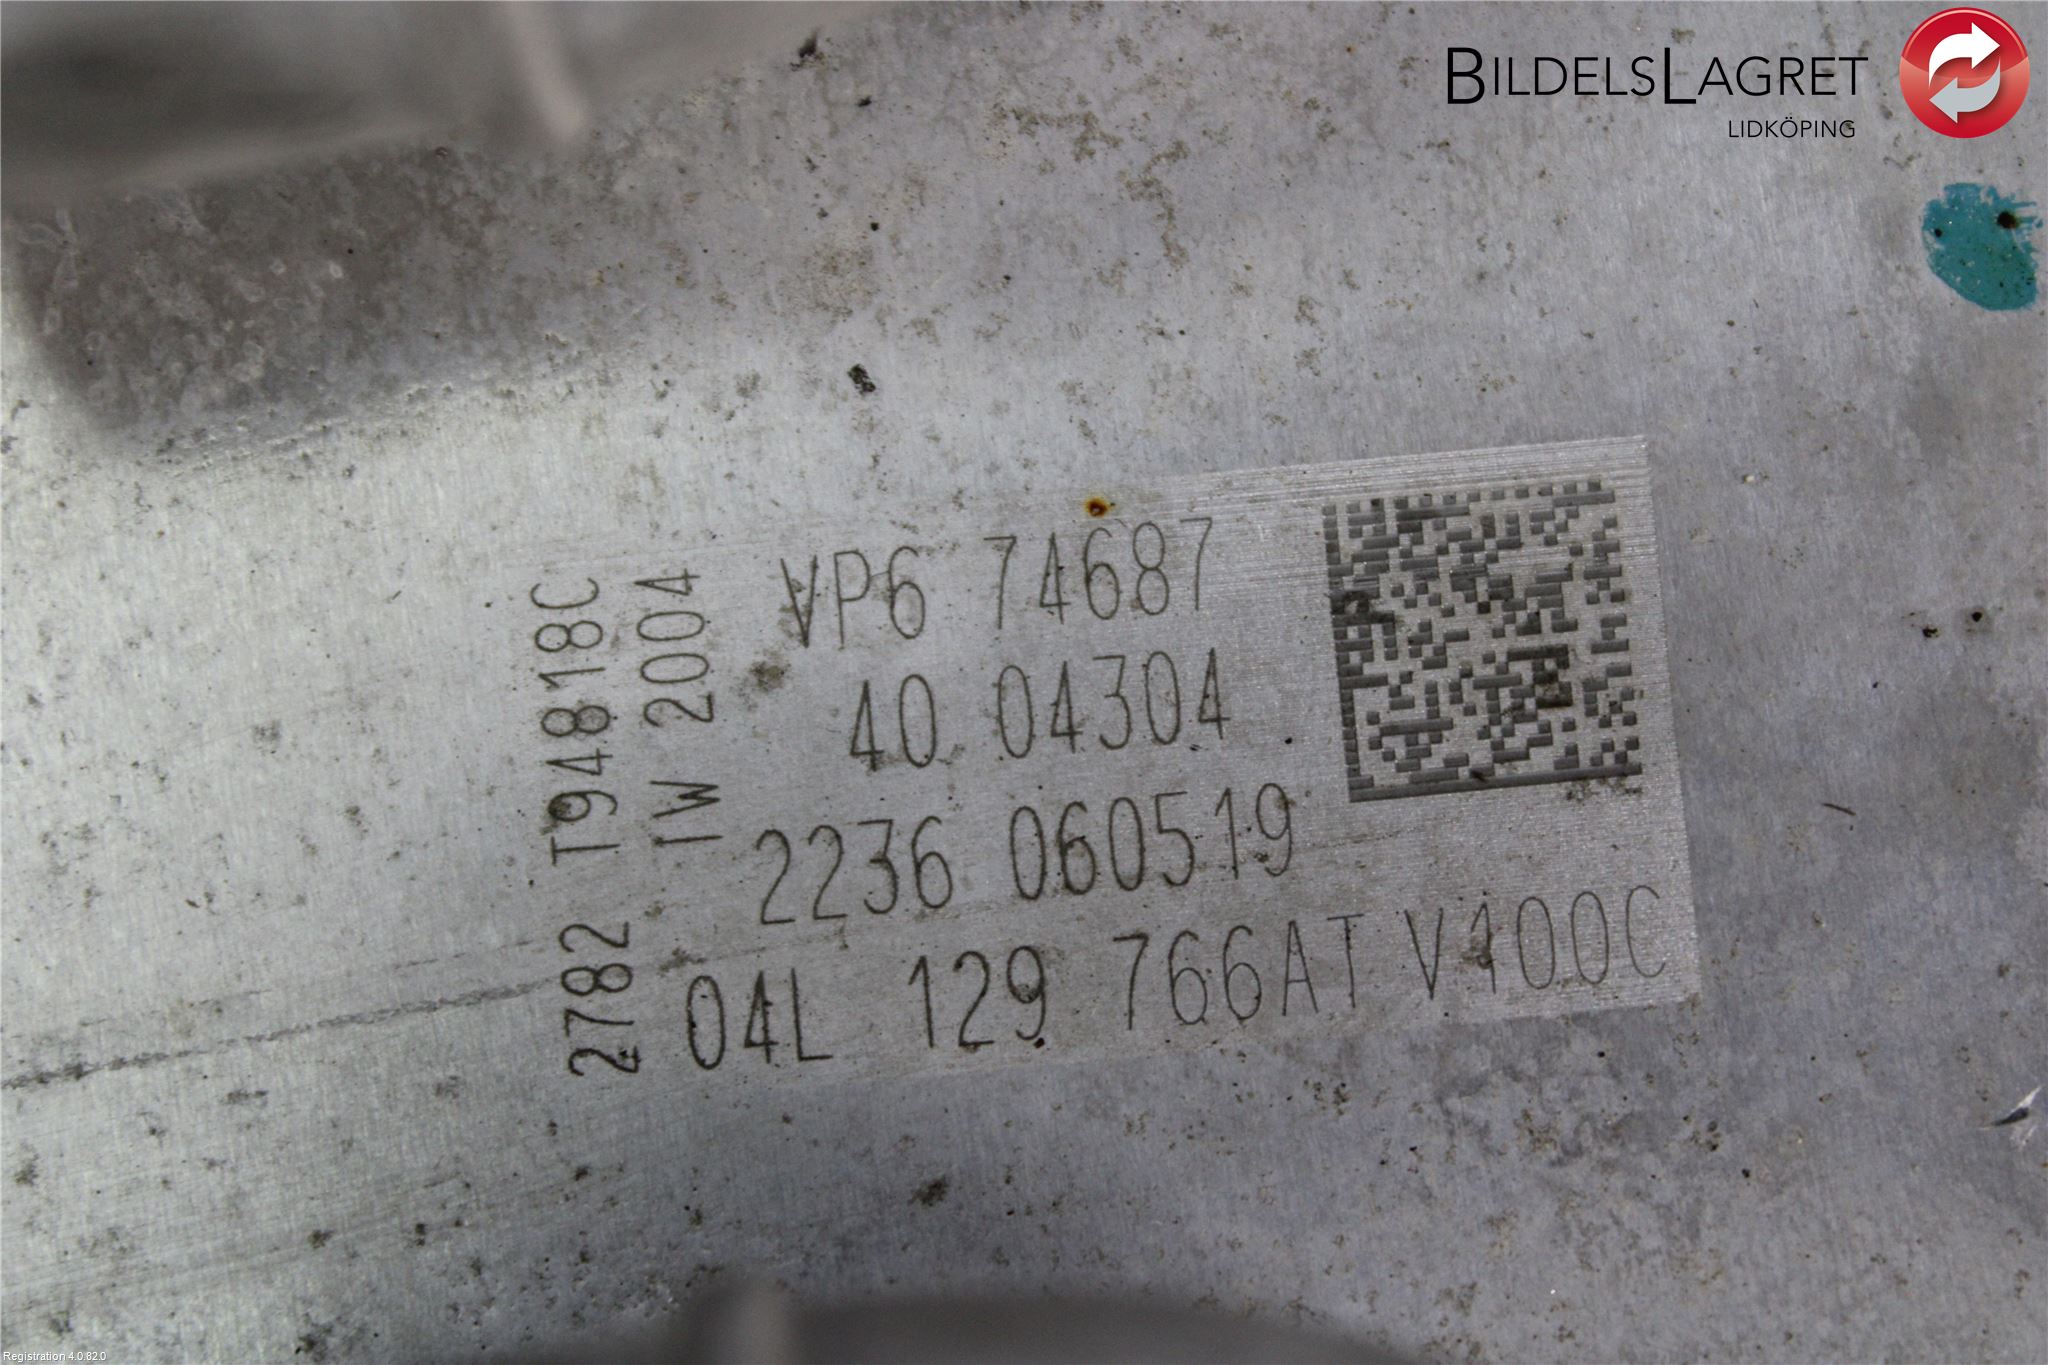 BILDELSLAGRET
LIDKÖPING
VP6 74687
40 04304
2236 060519
04L 129 766AT V100C
2782 T94818C
TW 2004
Registration 4.0.82.0